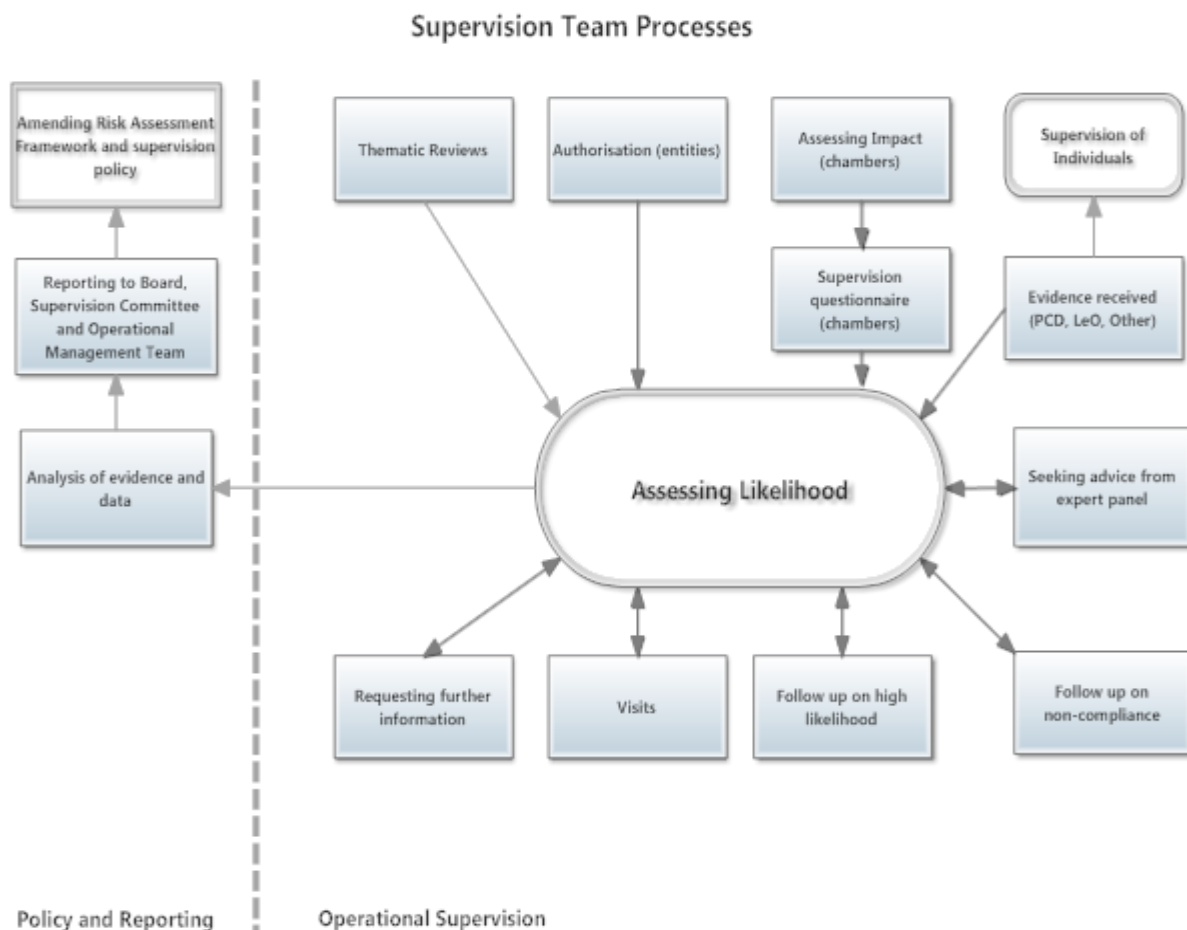 Supervision Team Processes
Amending Risk Assessment
Framework and supervision
policy
Thematic Reviews
Authorisation (entities)
Assessing Impact
(chambers)
Supervision of
Individuals
Reporting to Board,
Supervision Committee
and Operational
Management Team
Supervision
questionnaire
(chambers)
Evidence received
(PCD, LeO, Other)
Analysis of evidence and
data
Assessing Likelihood
Seeking advice from
expert panel
Requesting further
information
Visits
Follow up on high
likelihood
Follow up on
non-compliance
Policy and Reporting
Operational Supervision